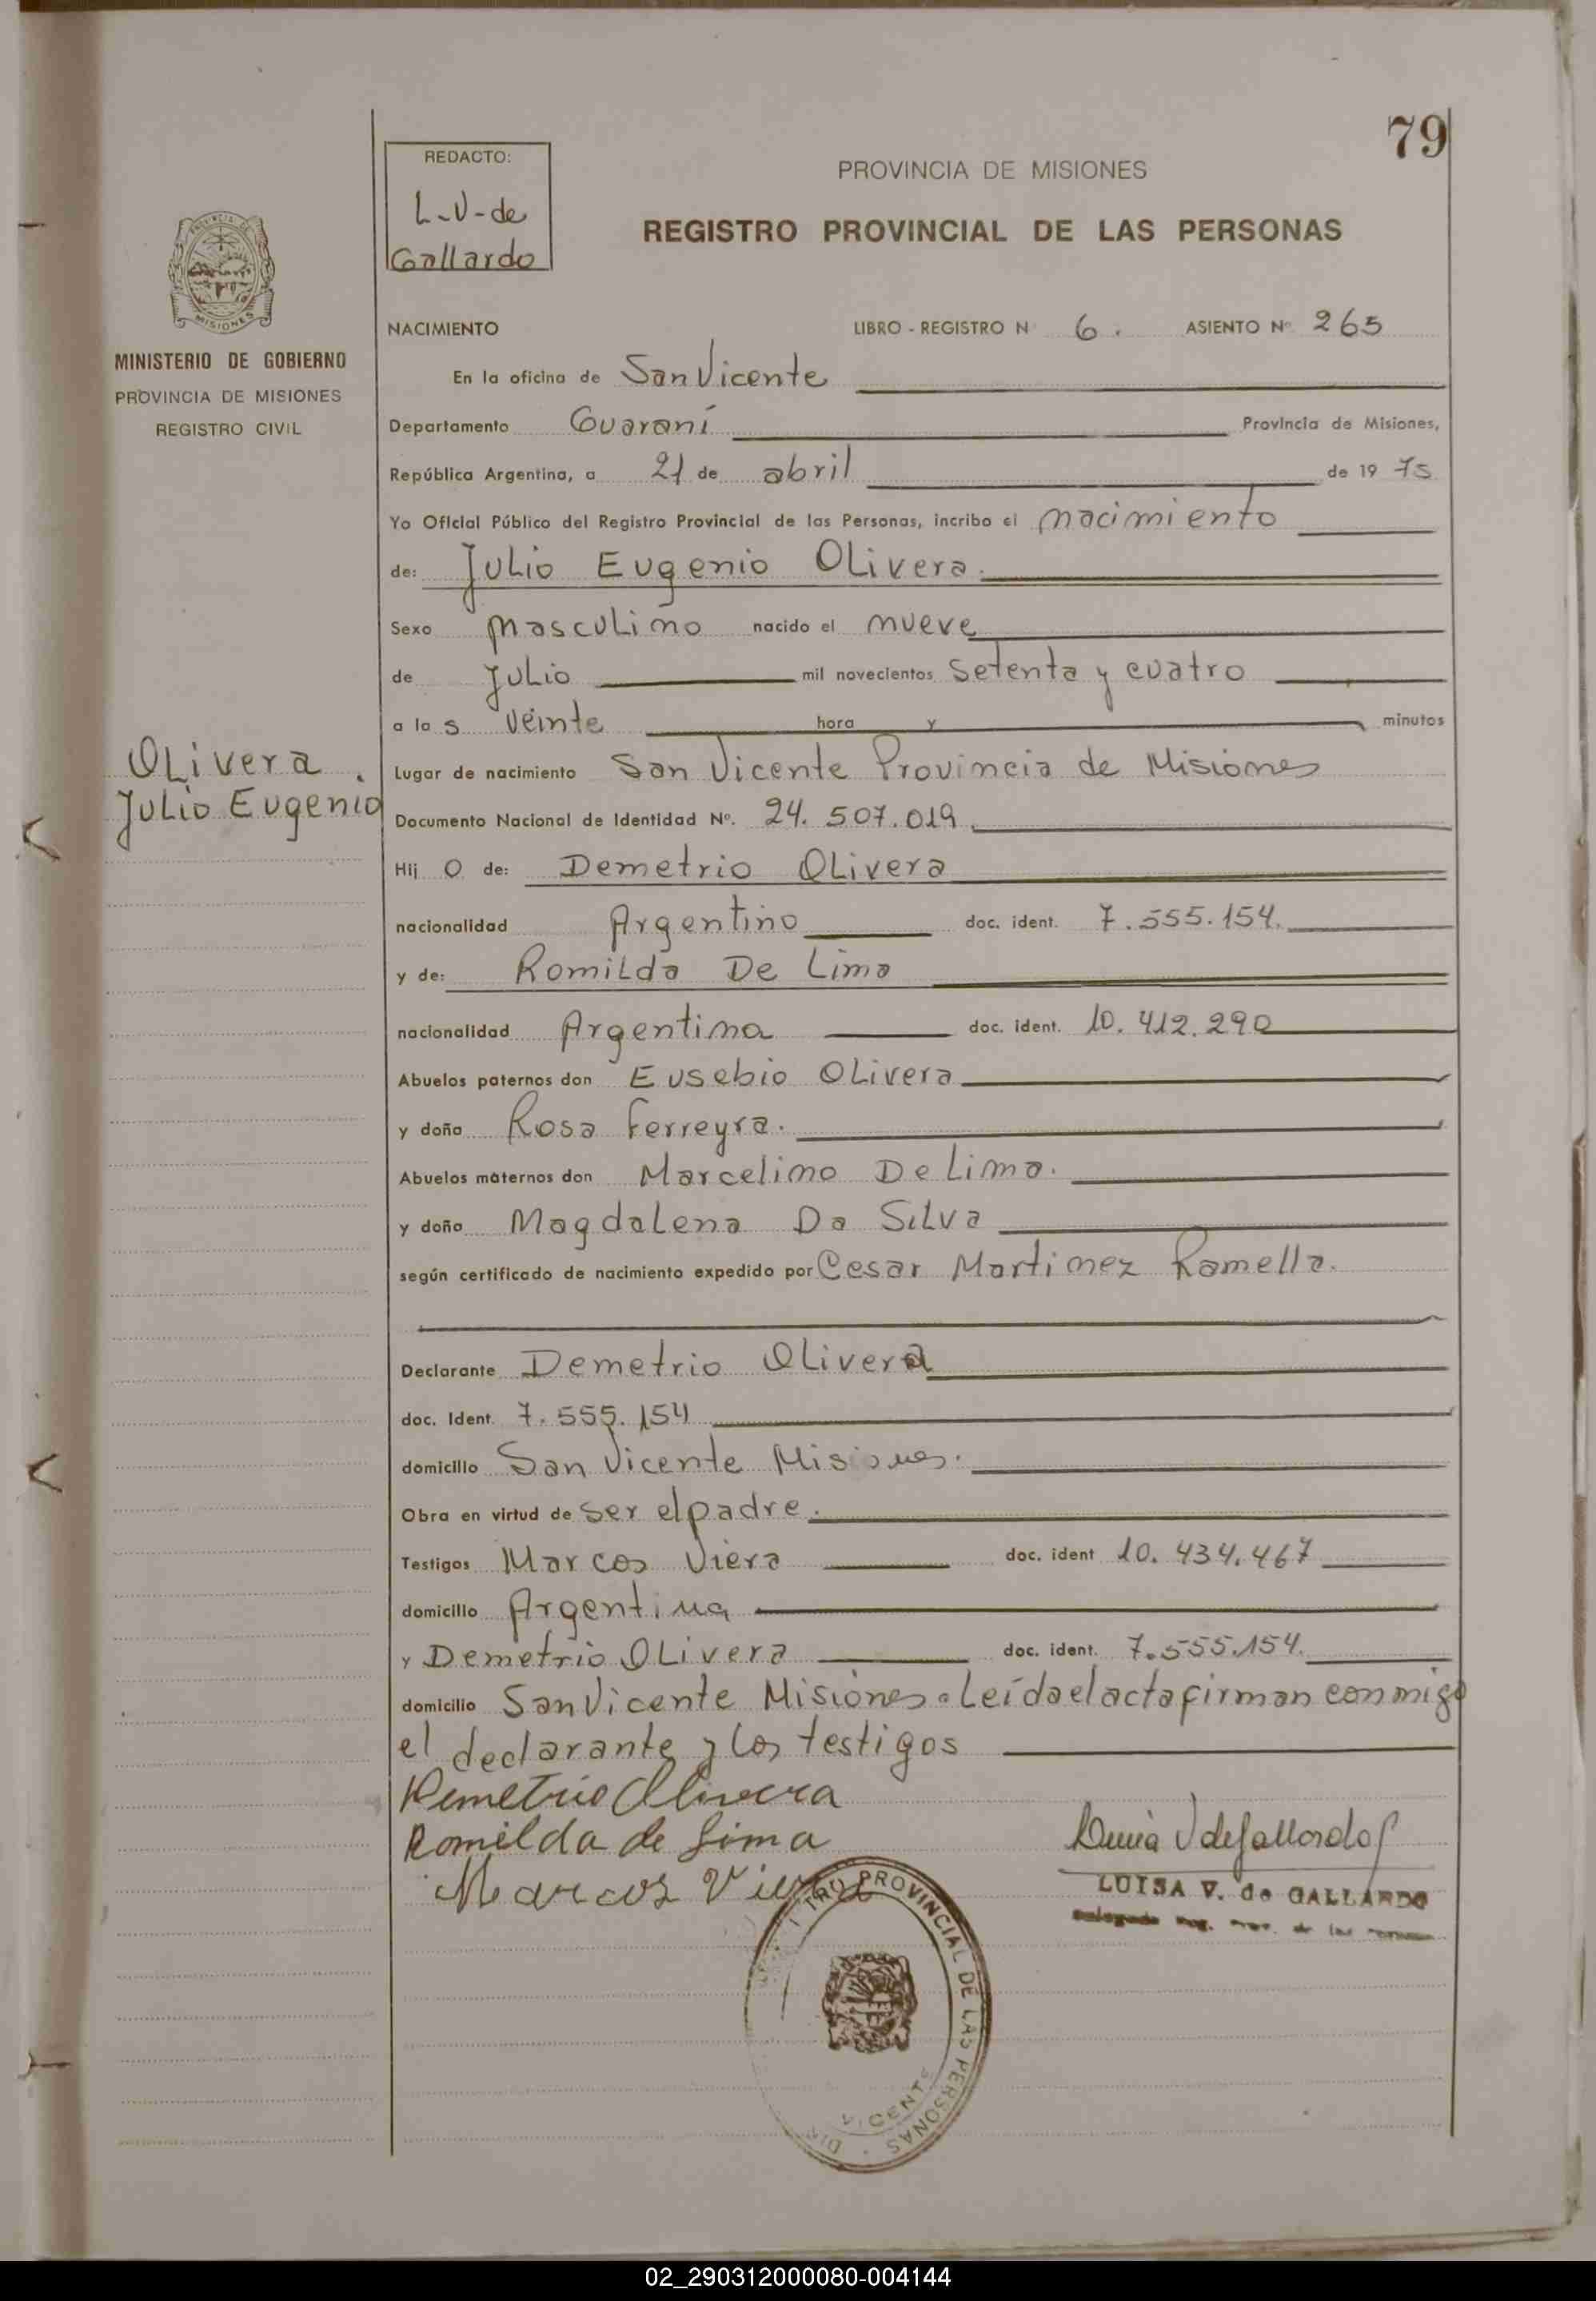 79
REDACTO:
L-V-de
Gallardo
PROVINCIA DE MISIONES
REGISTRO PROVINCIAL DE LAS PERSONAS
MISIONES
MINISTERIO DE GOBIERNO
PROVINCIA DE MISIONES
REGISTRO CIVIL
NACIMIENTO LIBRO - REGISTRO Nº 6. ASIENTO Nº 265
En la oficina de San Vicente
Departamento Guaraní Provincia de Misiones,
República Argentina, a 21 de abril de 19 75
Yo Oficial Público del Registro Provincial de las Personas, inscribo el nacimiento
de: Julio Eugenio Olivera.
Sexo masculino nacido el nueve
de Julio mil novecientos setenta y cuatro
a la s veinte hora y minutos
Olivera.
Julio Eugenio
Lugar de nacimiento San Vicente Provincia de Misiones
Documento Nacional de Identidad Nº. 24.507.019.
Hij o de: Demetrio Olivera
nacionalidad Argentino doc. ident. 7.555.154.
y de: Romilda De Lima
nacionalidad Argentina doc. ident. 10.412.290
Abuelos paternos don Eusebio Olivera
y doña Rosa Ferreyra.
Abuelos maternos don Marcelino De Lima.
y doña Magdalena Da Silva
según certificado de nacimiento expedido por Cesar Martinez Ramella.
Declarante Demetrio Olivera
doc. Ident. 7.555.154
domicilio San Vicente Misiones.
Obra en virtud de ser el padre.
Testigos Marcos Viera doc. ident 10.434.467
domicilio Argentina
y Demetrio Olivera doc. ident. 7.555.154.
domicilio San Vicente Misiones. Leída el acta firman conmigo
el declarante y los testigos
Demetrio Olivera
Romilda de Lima
Marcos Viera
LUISA V. de GALLARDO
PROVINCIAL DE LAS PERSONAS
VICENTE
02_290312000080-004144